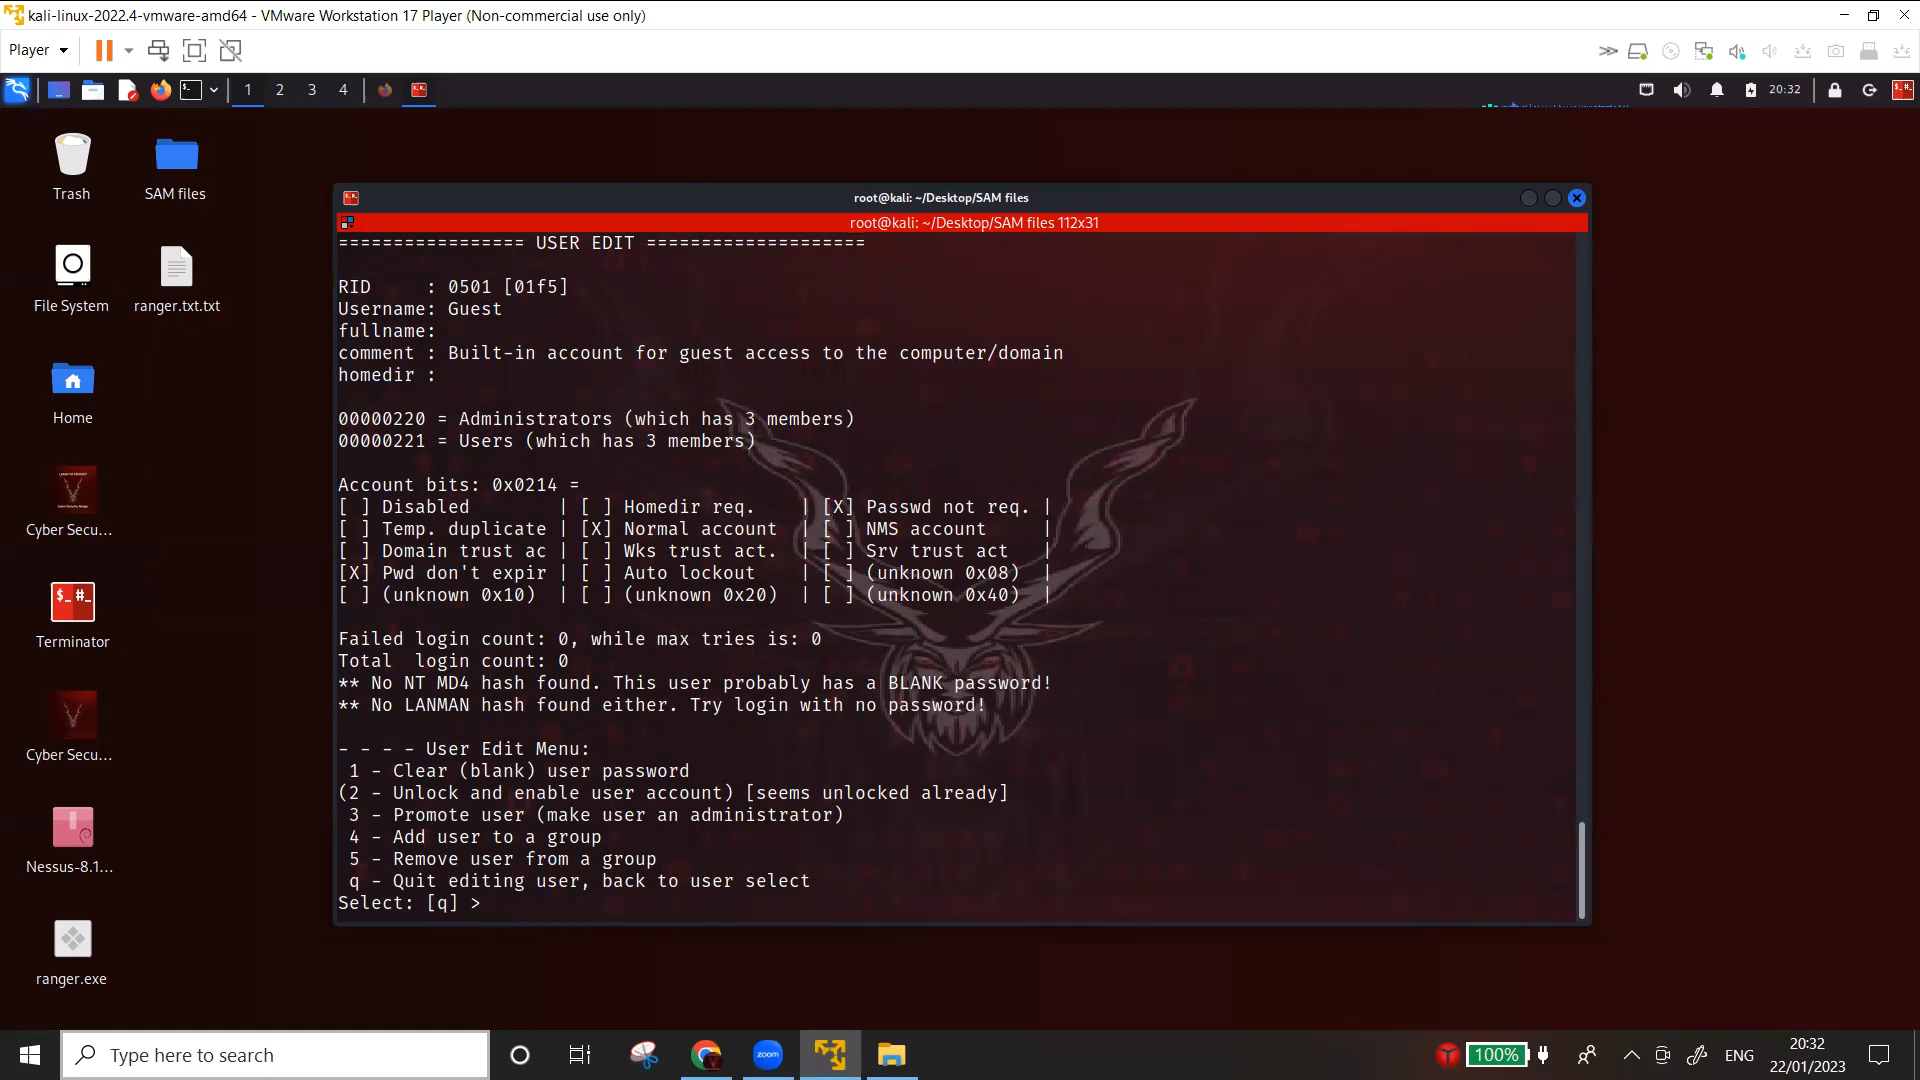 kali-linux-2022.4-vmware-amd64 - VMware Workstation 17 Player (Non-commercial use only)
Player
1 2 3 4
20:32
Trash
SAM files
File System
ranger.txt.txt
Home
Cyber Secu...
Terminator
Cyber Secu...
Nessus-8.1...
ranger.exe
root@kali: ~/Desktop/SAM files
root@kali: ~/Desktop/SAM files 112x31
================= USER EDIT ====================
RID     : 0501 [01f5]
Username: Guest
fullname:
comment : Built-in account for guest access to the computer/domain
homedir :
00000220 = Administrators (which has 3 members)
00000221 = Users (which has 3 members)
Account bits: 0x0214 =
[ ] Disabled        | [ ] Homedir req.    | [X] Passwd not req. |
[ ] Temp. duplicate | [X] Normal account  | [ ] NMS account     |
[ ] Domain trust ac | [ ] Wks trust act.  | [ ] Srv trust act   |
[X] Pwd don't expir | [ ] Auto lockout    | [ ] (unknown 0x08)  |
[ ] (unknown 0x10)  | [ ] (unknown 0x20)  | [ ] (unknown 0x40)  |
Failed login count: 0, while max tries is: 0
Total  login count: 0
** No NT MD4 hash found. This user probably has a BLANK password!
** No LANMAN hash found either. Try login with no password!
- - - - User Edit Menu:
1 - Clear (blank) user password
(2 - Unlock and enable user account) [seems unlocked already]
3 - Promote user (make user an administrator)
4 - Add user to a group
5 - Remove user from a group
q - Quit editing user, back to user select
Select: [q] >
Type here to search
zoom
100%
ENG
20:32
22/01/2023